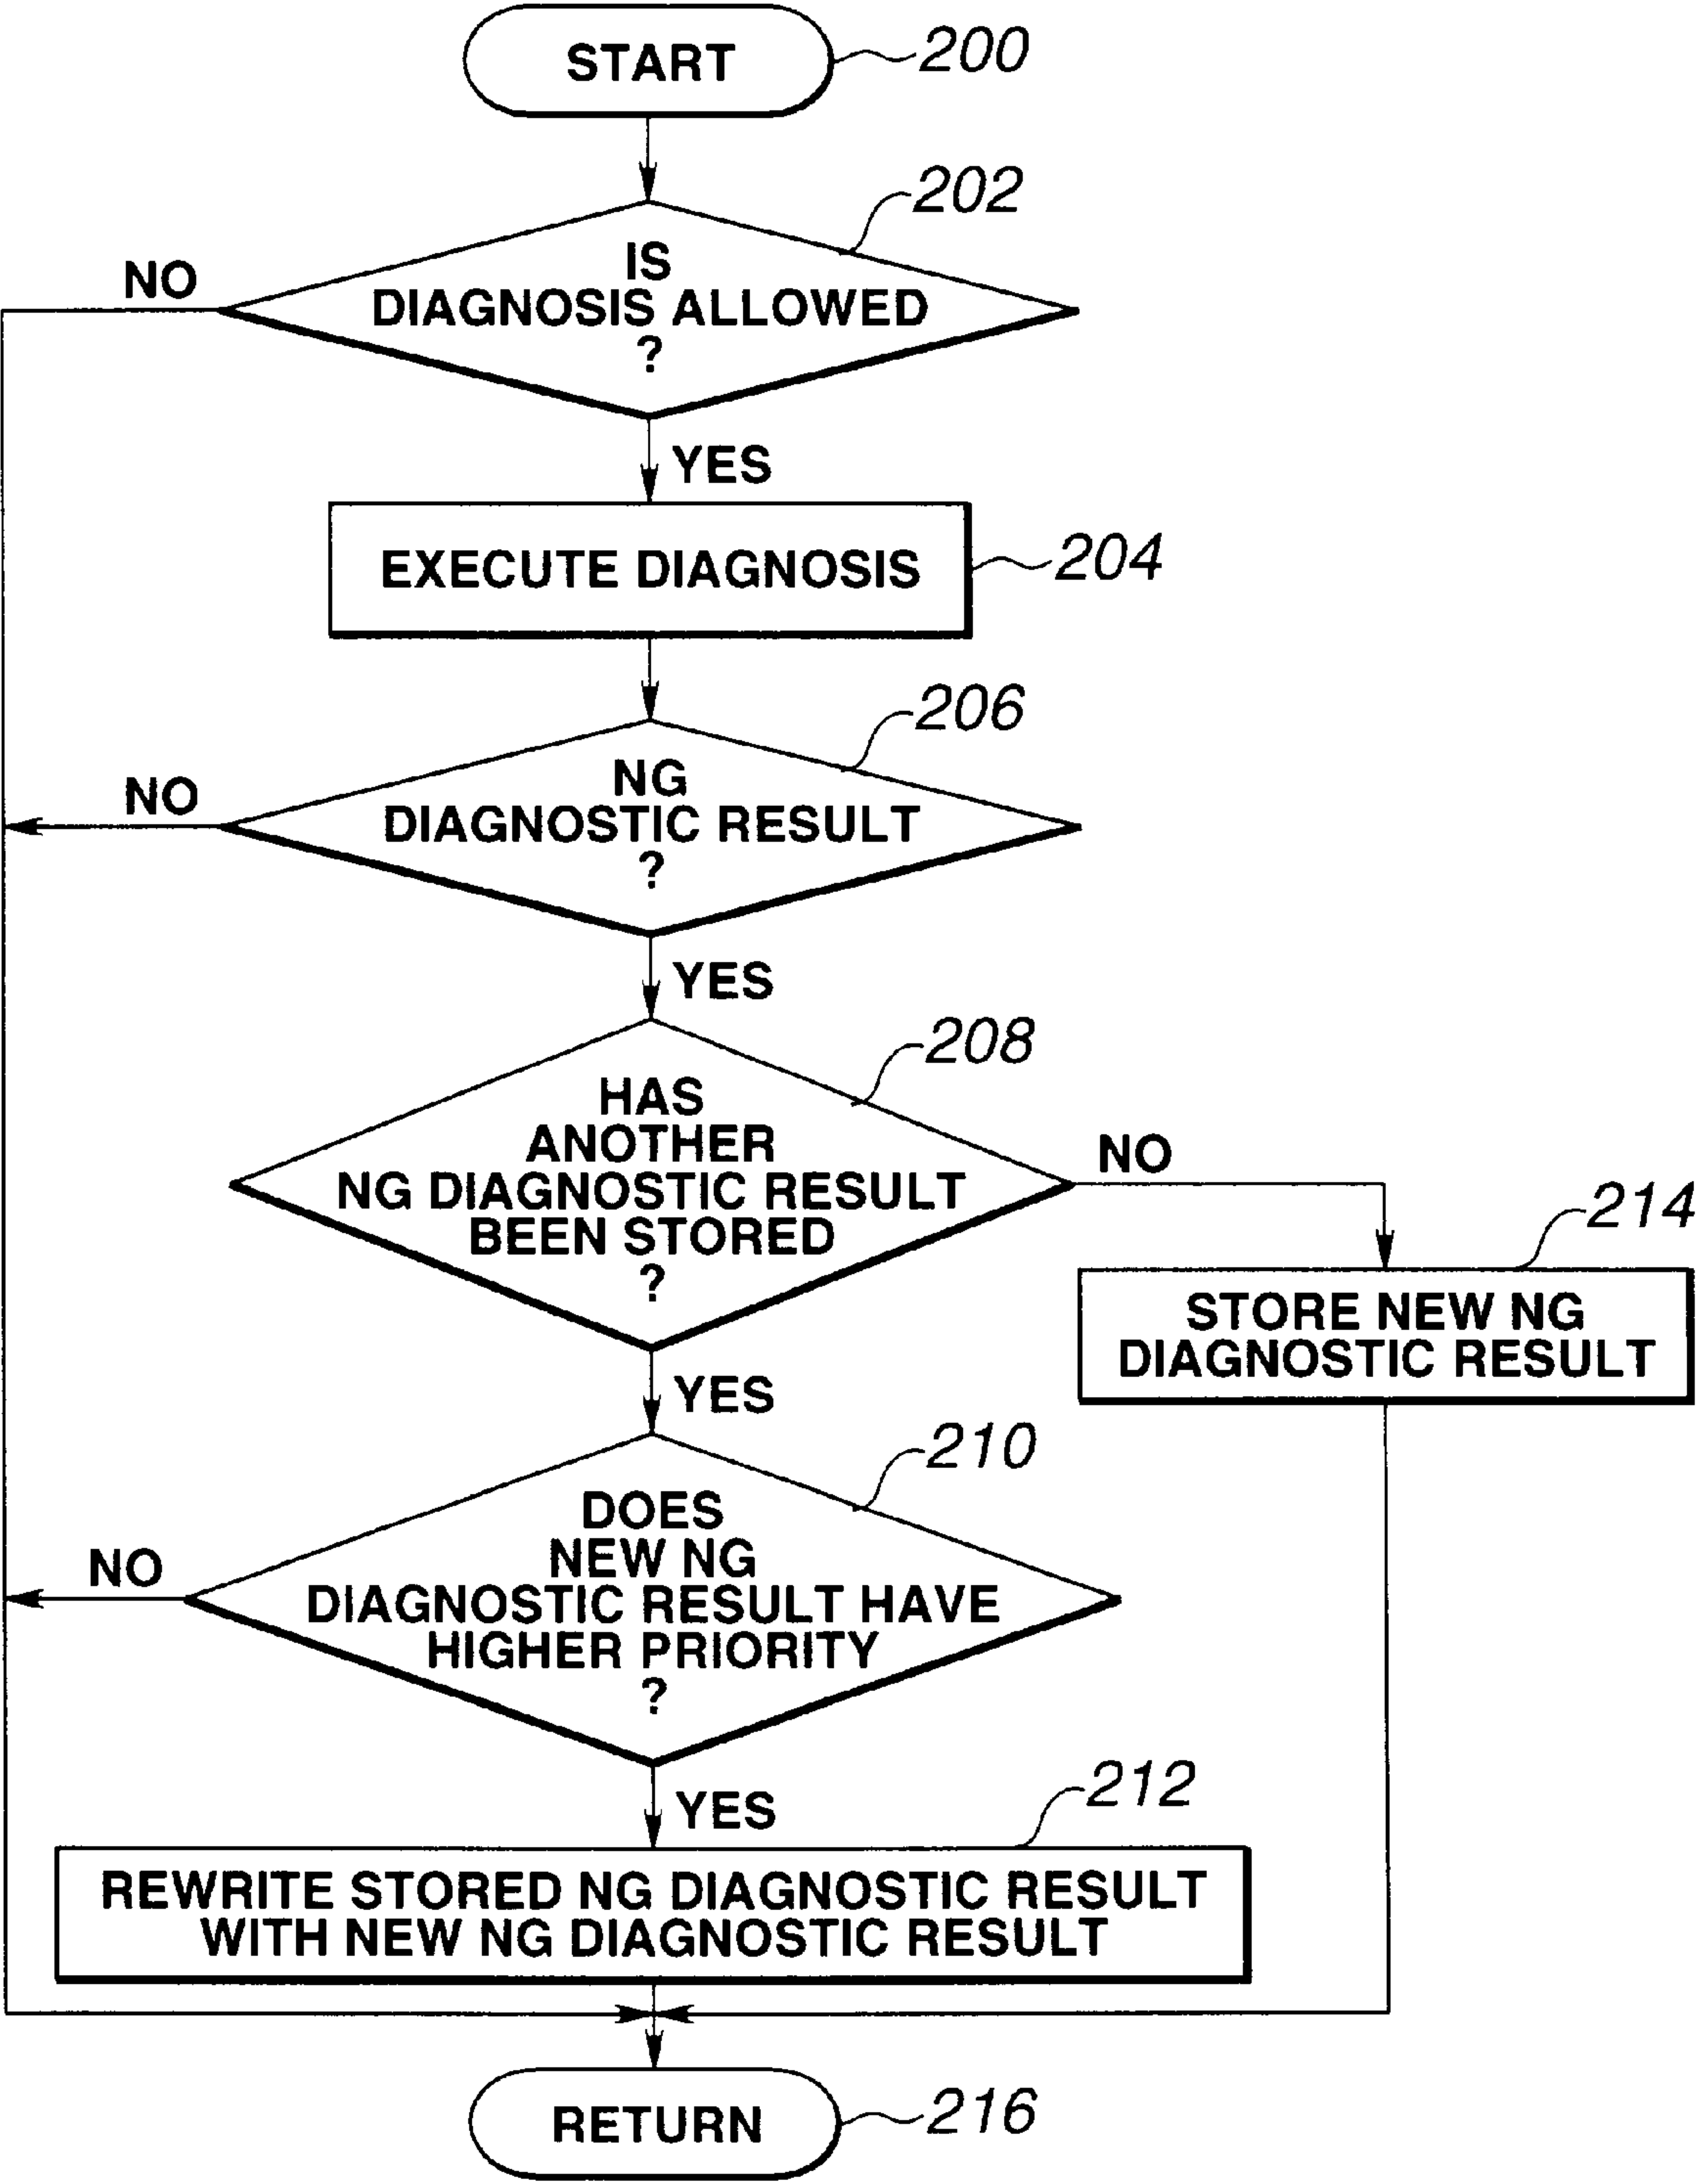 START
200
202
NO
IS
DIAGNOSIS ALLOWED
?
YES
EXECUTE DIAGNOSIS
204
206
NO
NG
DIAGNOSTIC RESULT
?
YES
208
HAS
ANOTHER
NG DIAGNOSTIC RESULT
BEEN STORED
?
NO
214
STORE NEW NG
DIAGNOSTIC RESULT
YES
210
NO
DOES
NEW NG
DIAGNOSTIC RESULT HAVE
HIGHER PRIORITY
?
YES
212
REWRITE STORED NG DIAGNOSTIC RESULT
WITH NEW NG DIAGNOSTIC RESULT
RETURN
216